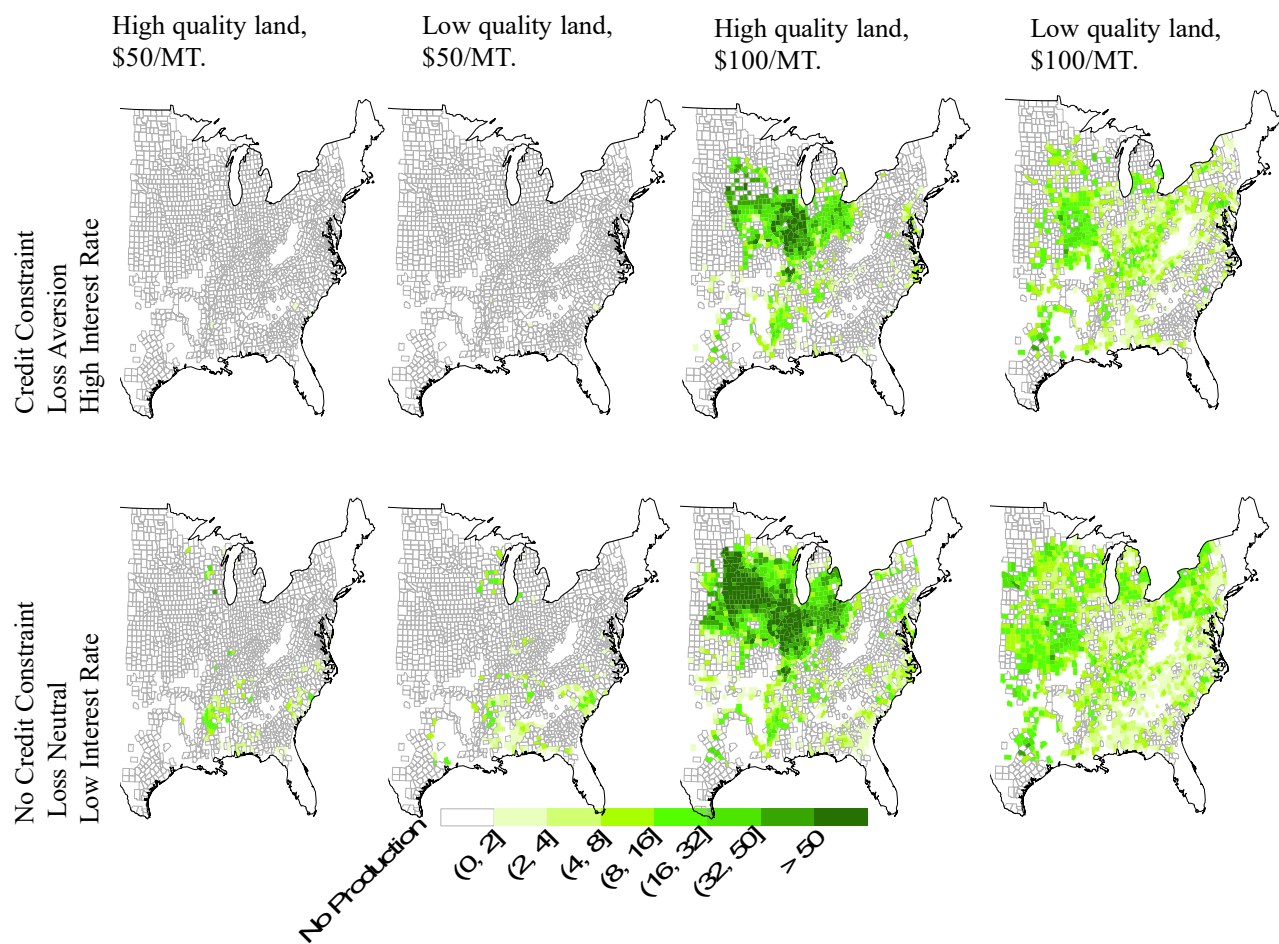 High quality land,
$50/MT.
Low quality land,
$50/MT.
High quality land,
$100/MT.
Low quality land,
$100/MT.
Credit Constraint
Loss Aversion
High Interest Rate
No Credit Constraint
Loss Neutral
Low Interest Rate
No Production
(0, 2]
(2, 4]
(4, 8]
(8, 16]
(16, 32]
(32, 50]
> 50